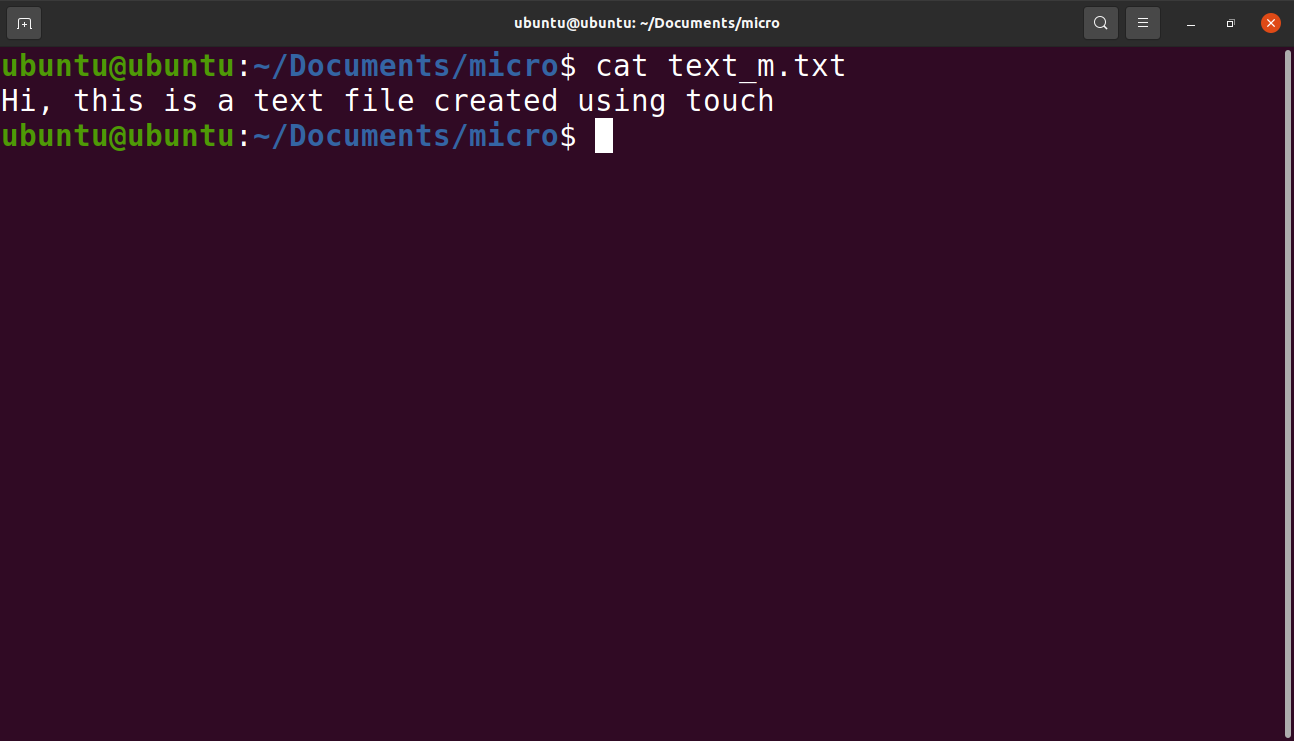 ubuntu@ubuntu: ~/Documents/micro
ubuntu@ubuntu:~/Documents/micro$ cat text_m.txt
Hi, this is a text file created using touch
ubuntu@ubuntu:~/Documents/micro$